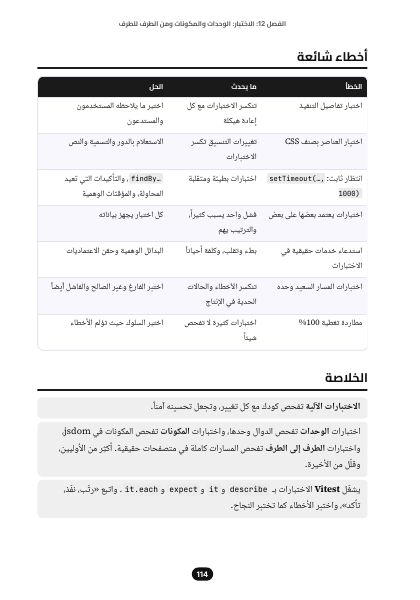 الفصل 12: الاختبار: الوحدات والمكونات ومن الطرف للطرف
أخطاء شائعة
الخطأ ما يحدث الحل
اختبار تفاصيل التنفيذ تنكسر الاختبارات مع كل إعادة هيكلة اختبر ما يلاحظه المستخدمون والمستدعون
اختبار العناصر بصنف CSS تغييرات التنسيق تكسر الاختبارات الاستعلام بالدور والتسمية والنص
انتظار ثابت: setTimeout(…, 1000) اختبارات بطيئة ومتقلبة findBy…، والتأكيدات التي تعيد المحاولة، والمؤقتات الوهمية
اختبارات يعتمد بعضها على بعض فشل واحد يسبب كثيراً، والترتيب يهم كل اختبار يجهز بياناته
استدعاء خدمات حقيقية في الاختبارات بطء وتقلب، وكلفة أحياناً البدائل الوهمية وحقن الاعتماديات
اختبارات المسار السعيد وحده تنكسر الأخطاء والحالات الحدية في الإنتاج اختبر الفارغ وغير الصالح والفاشل أيضاً
مطاردة تغطية 100% اختبارات كثيرة لا تفحص شيئاً اختبر السلوك حيث تؤلم الأخطاء
الخلاصة
الاختبارات الآلية تفحص كودك مع كل تغيير، وتجعل تحسينه آمناً.
اختبارات الوحدات تفحص الدوال وحدها، واختبارات المكونات تفحص المكونات في jsdom،
واختبارات الطرف إلى الطرف تفحص المسارات كاملة في متصفحات حقيقية. أكثِر من الأوليين،
وقلّل من الأخيرة.
يشغّل Vitest الاختبارات بـ describe و it و expect و it.each. واتبع «رتّب، نفّذ،
تأكد»، واختبر الأخطاء كما تختبر النجاح.
114